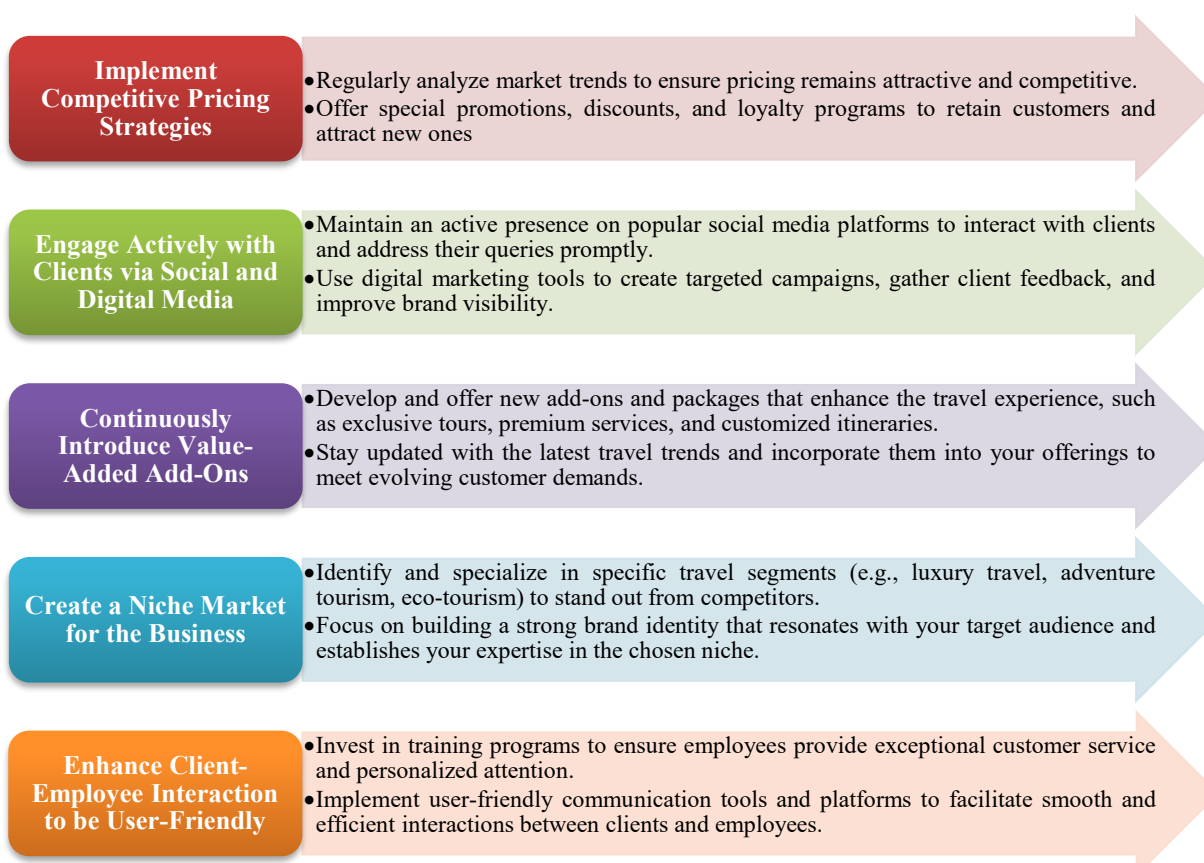 Implement
Competitive Pricing
Strategies
•Regularly analyze market trends to ensure pricing remains attractive and competitive.
•Offer special promotions, discounts, and loyalty programs to retain customers and
attract new ones
Engage Actively with
Clients via Social and
Digital Media
•Maintain an active presence on popular social media platforms to interact with clients
and address their queries promptly.
•Use digital marketing tools to create targeted campaigns, gather client feedback, and
improve brand visibility.
Continuously
Introduce Value-
Added Add-Ons
•Develop and offer new add-ons and packages that enhance the travel experience, such
as exclusive tours, premium services, and customized itineraries.
•Stay updated with the latest travel trends and incorporate them into your offerings to
meet evolving customer demands.
Create a Niche Market
for the Business
•Identify and specialize in specific travel segments (e.g., luxury travel, adventure
tourism, eco-tourism) to stand out from competitors.
•Focus on building a strong brand identity that resonates with your target audience and
establishes your expertise in the chosen niche.
Enhance Client-
Employee Interaction
to be User-Friendly
•Invest in training programs to ensure employees provide exceptional customer service
and personalized attention.
•Implement user-friendly communication tools and platforms to facilitate smooth and
efficient interactions between clients and employees.